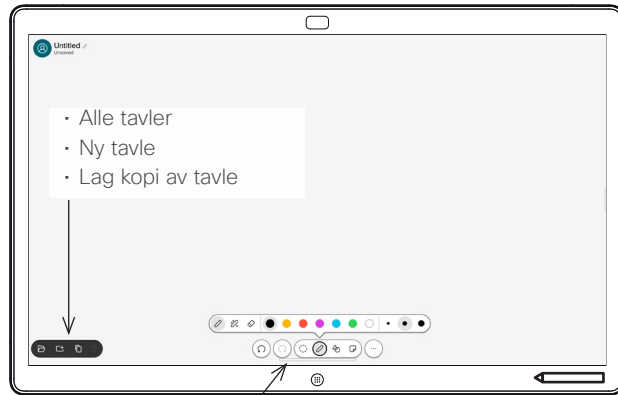 Untitled
Unsaved
· Alle tavler
· Ny tavle
· Lag kopi av tavle